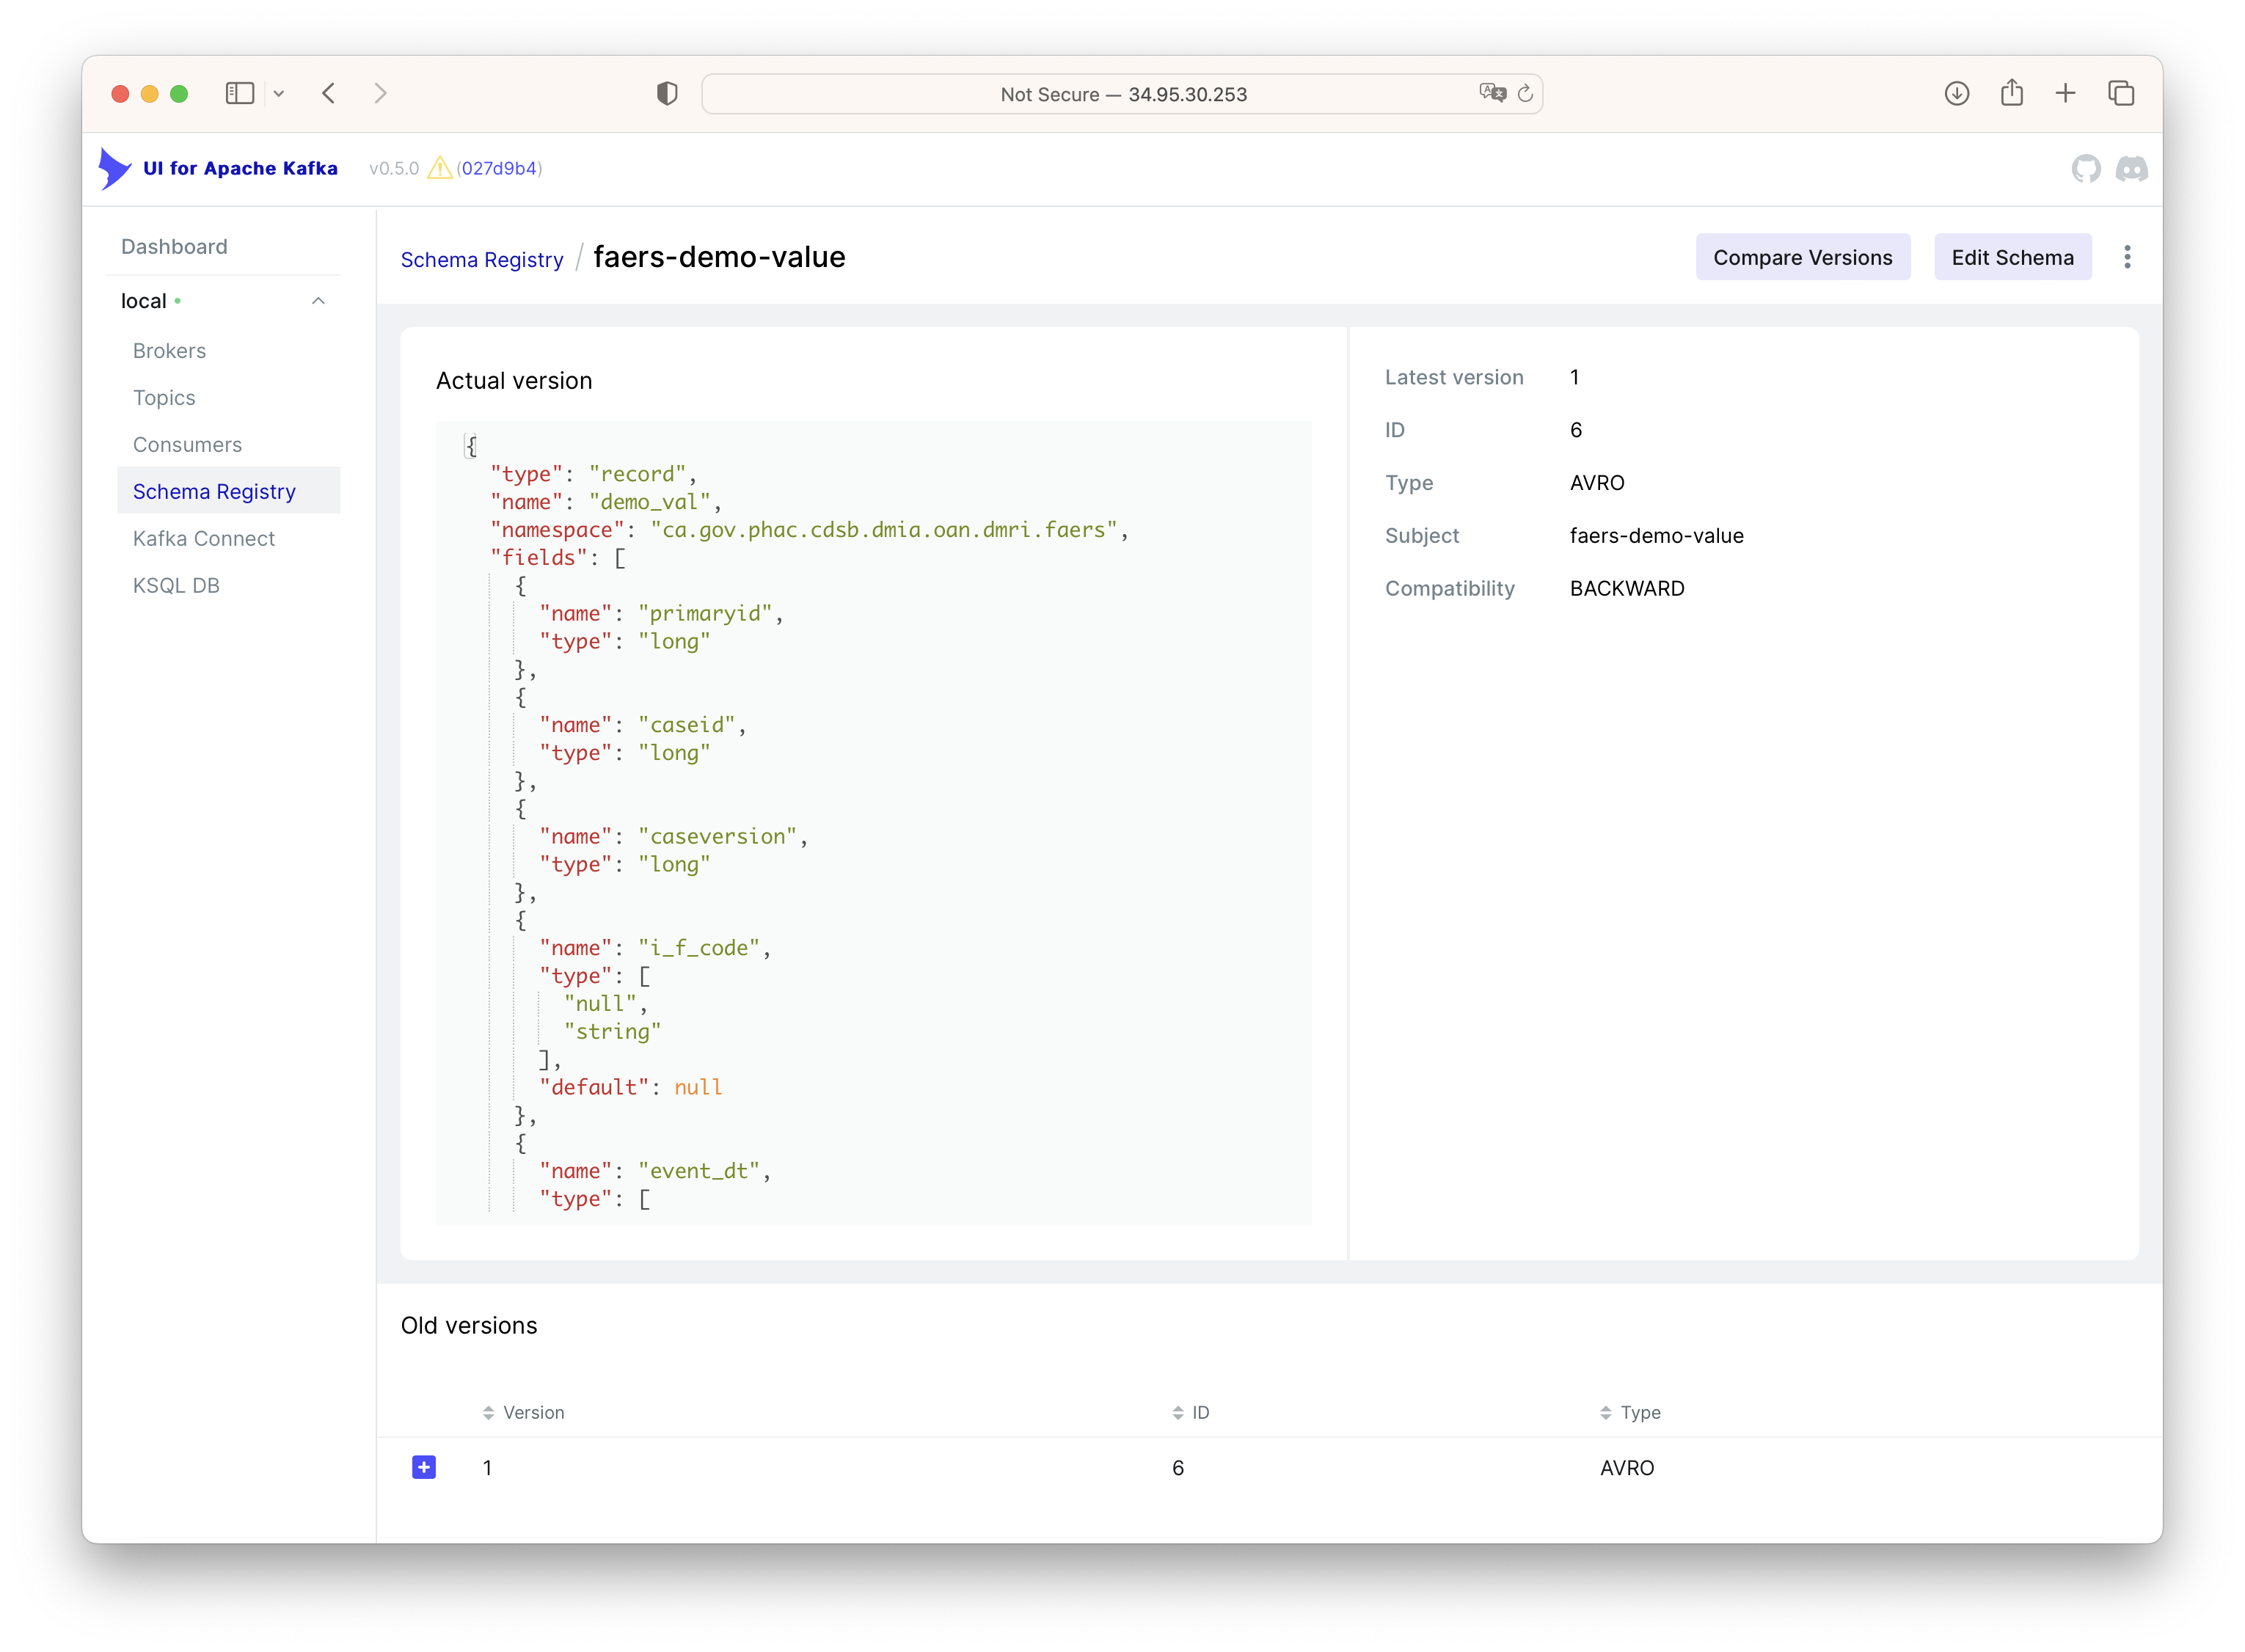 Not Secure — 34.95.30.253
UI for Apache Kafka v0.5.0 (027d9b4)
Dashboard
local
Brokers
Topics
Consumers
Schema Registry
Kafka Connect
KSQL DB
Schema Registry / faers-demo-value
Compare Versions
Edit Schema
Actual version
{
"type": "record",
"name": "demo_val",
"namespace": "ca.gov.phac.cdsb.dmia.oan.dmri.faers",
"fields": [
{
"name": "primaryid",
"type": "long"
},
{
"name": "caseid",
"type": "long"
},
{
"name": "caseversion",
"type": "long"
},
{
"name": "i_f_code",
"type": [
"null",
"string"
],
"default": null
},
{
"name": "event_dt",
"type": [
Latest version 1
ID 6
Type AVRO
Subject faers-demo-value
Compatibility BACKWARD
Old versions
Version ID Type
1 6 AVRO